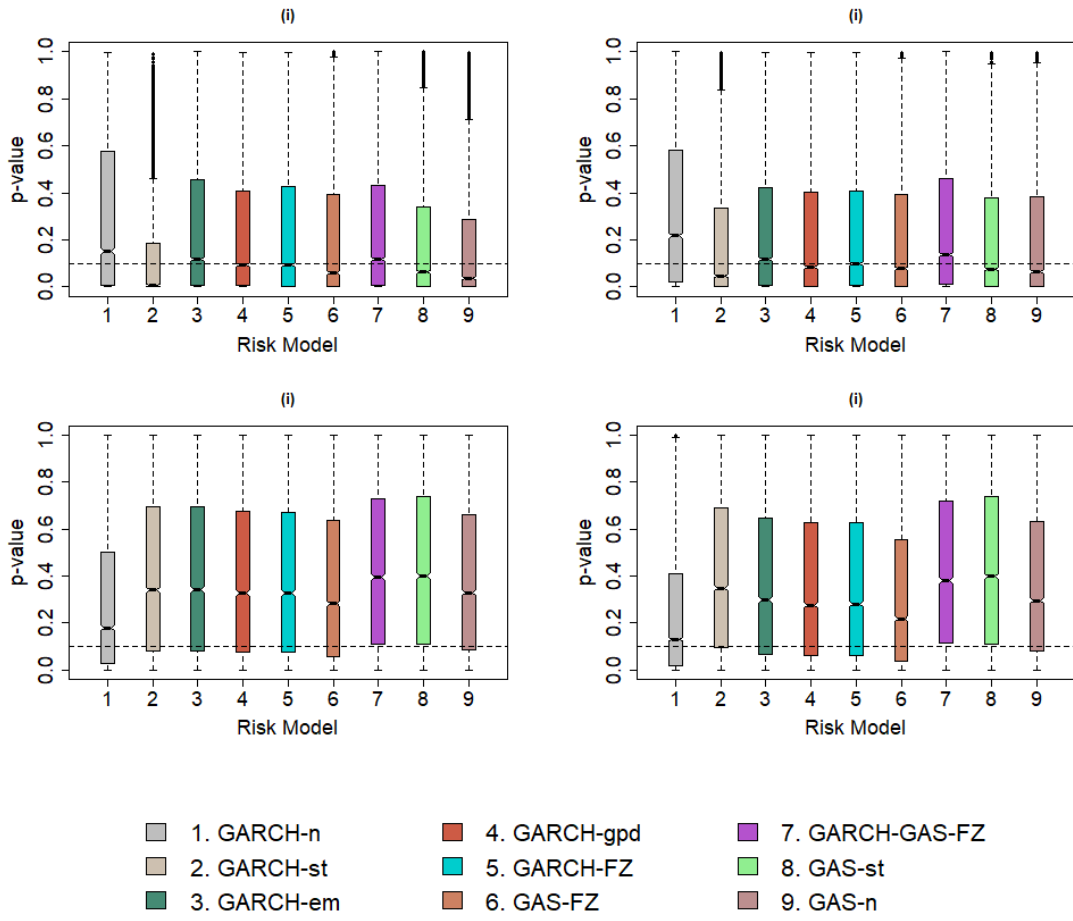 (i)
(i)
p-value
0.0 0.2 0.4 0.6 0.8 1.0
1 2 3 4 5 6 7 8 9
Risk Model
p-value
0.0 0.2 0.4 0.6 0.8 1.0
1 2 3 4 5 6 7 8 9
Risk Model
(i)
(i)
p-value
0.0 0.2 0.4 0.6 0.8 1.0
1 2 3 4 5 6 7 8 9
Risk Model
p-value
0.0 0.2 0.4 0.6 0.8 1.0
1 2 3 4 5 6 7 8 9
Risk Model
1. GARCH-n
2. GARCH-st
3. GARCH-em
4. GARCH-gpd
5. GARCH-FZ
6. GAS-FZ
7. GARCH-GAS-FZ
8. GAS-st
9. GAS-n